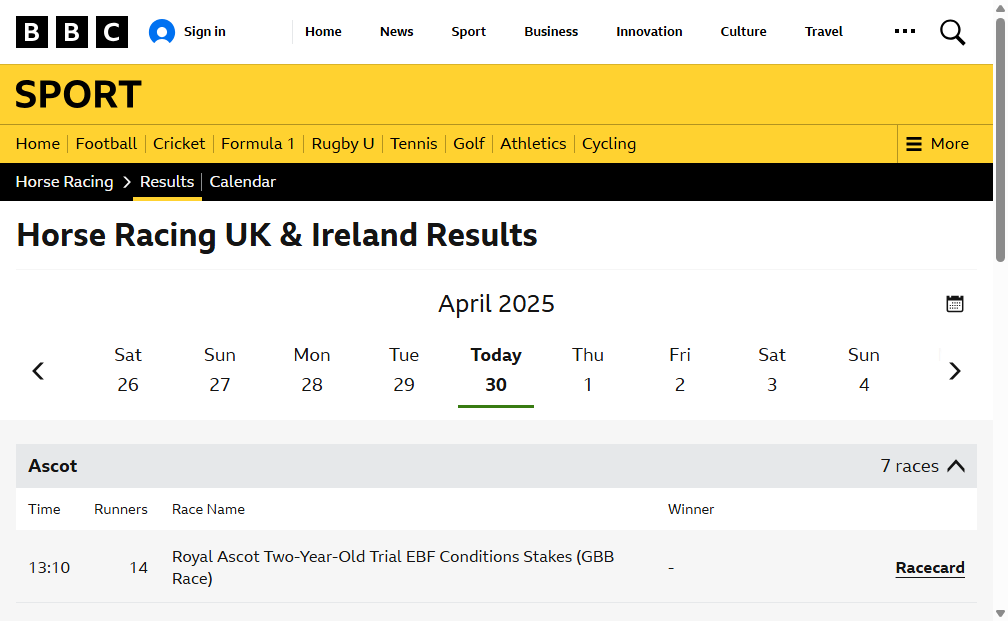 BBC Sign in Home News Sport Business Innovation Culture Travel
SPORT
Home Football Cricket Formula 1 Rugby U Tennis Golf Athletics Cycling More
Horse Racing Results Calendar
Horse Racing UK & Ireland Results
April 2025
Sat Sun Mon Tue Today Thu Fri Sat Sun
26 27 28 29 30 1 2 3 4
Ascot 7 races
Time Runners Race Name Winner
13:10 14 Royal Ascot Two-Year-Old Trial EBF Conditions Stakes (GBB
Race) - Racecard